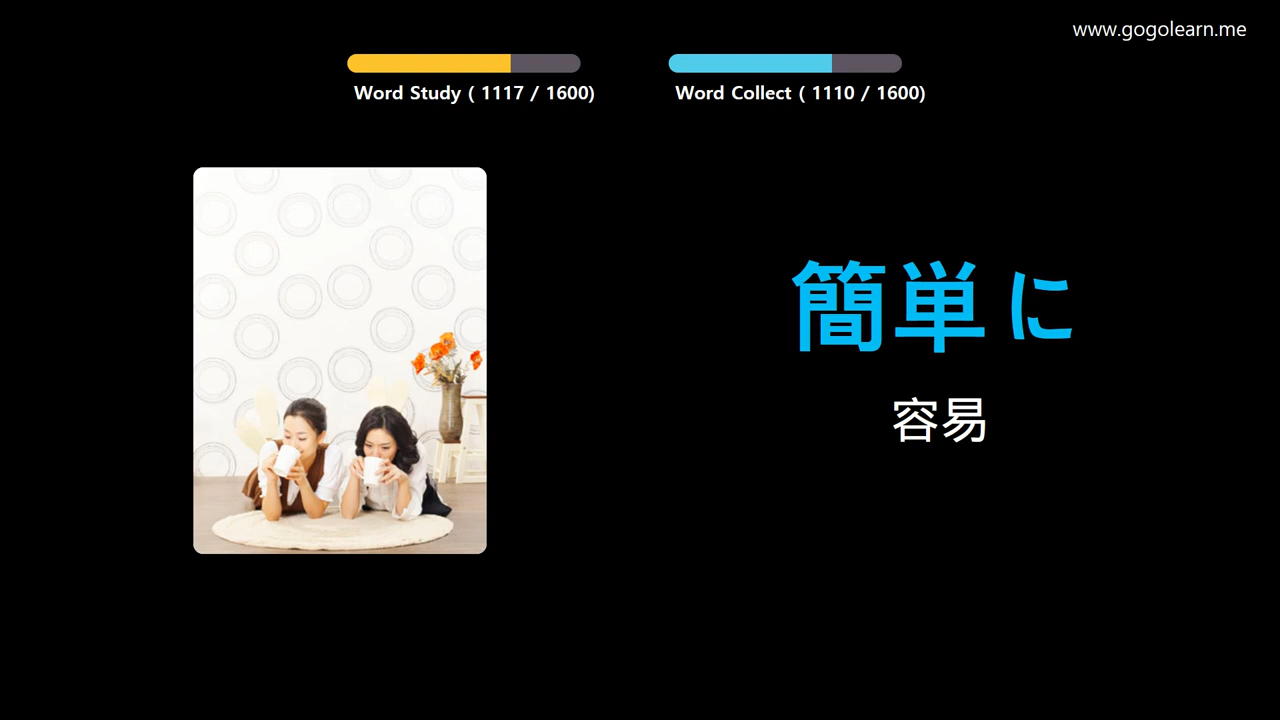 www.gogolearn.me
Word Study ( 1117 / 1600)
Word Collect ( 1110 / 1600)
簡単に
容易